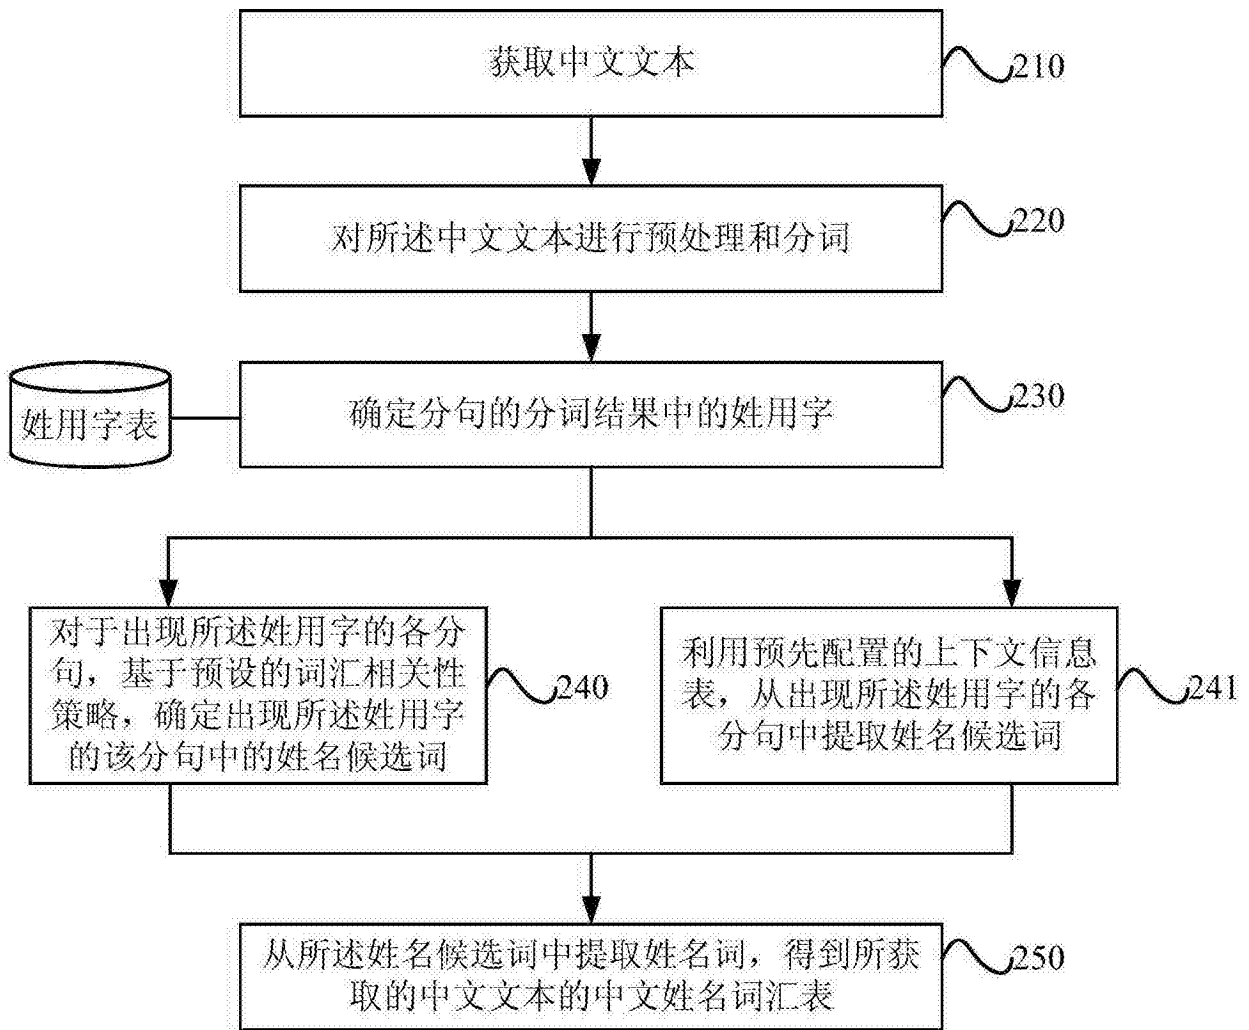 获取中文文本
210
对所述中文文本进行预处理和分词
220
姓用字表
确定分句的分词结果中的姓用字
230
对于出现所述姓用字的各分
句，基于预设的词汇相关性
策略，确定出现所述姓用字
的该分句中的姓名候选词
240
利用预先配置的上下文信息
表，从出现所述姓用字的各
分句中提取姓名候选词
241
从所述姓名候选词中提取姓名词，得到所获
取的中文文本的中文姓名词汇表
250